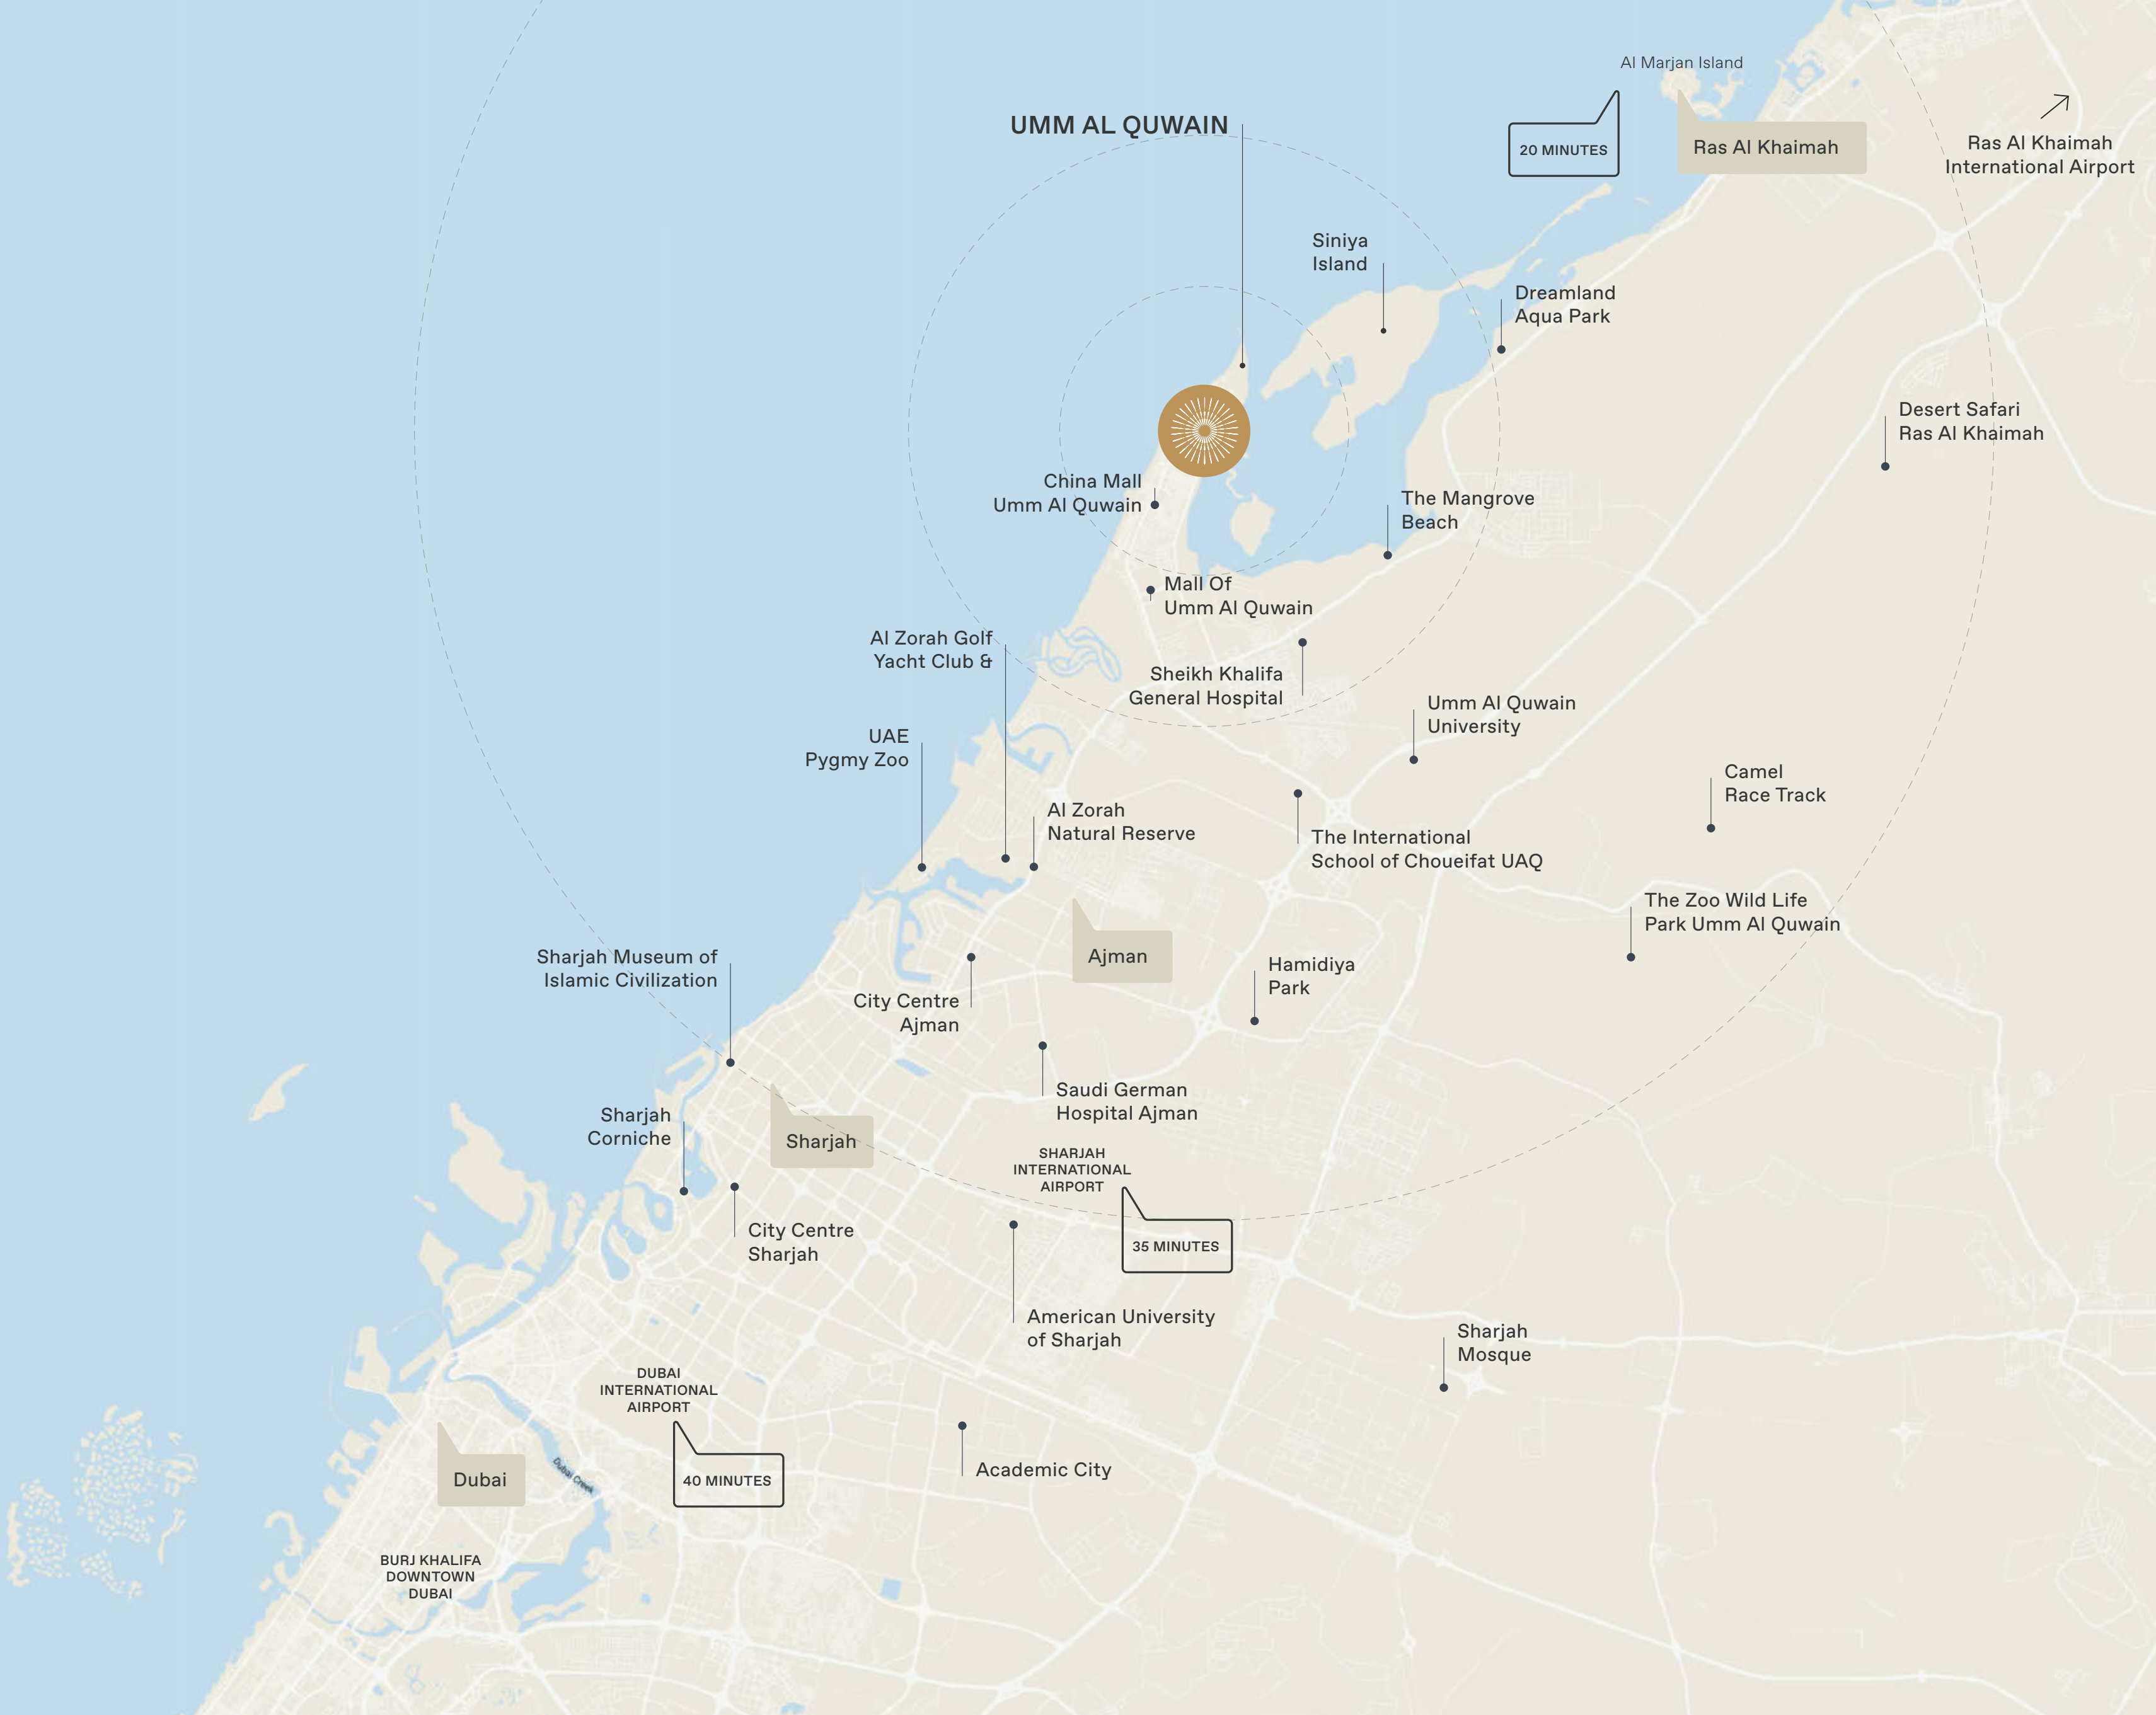 Al Marjan Island
UMM AL QUWAIN
20 MINUTES
Ras Al Khaimah
Ras Al Khaimah
International Airport
Siniya
Island
Dreamland
Aqua Park
Desert Safari
Ras Al Khaimah
China Mall
Umm Al Quwain
The Mangrove
Beach
Mall Of
Umm Al Quwain
Al Zorah Golf
Yacht Club &
Sheikh Khalifa
General Hospital
Umm Al Quwain
University
UAE
Pygmy Zoo
Camel
Race Track
Al Zorah
Natural Reserve
The International
School of Choueifat UAQ
The Zoo Wild Life
Park Umm Al Quwain
Ajman
Sharjah Museum of
Islamic Civilization
Hamidiya
Park
City Centre
Ajman
Saudi German
Hospital Ajman
Sharjah
Corniche
Sharjah
SHARJAH
INTERNATIONAL
AIRPORT
35 MINUTES
City Centre
Sharjah
American University
of Sharjah
Sharjah
Mosque
DUBAI
INTERNATIONAL
AIRPORT
40 MINUTES
Dubai
Dubai Creek
Academic City
BURJ KHALIFA
DOWNTOWN
DUBAI